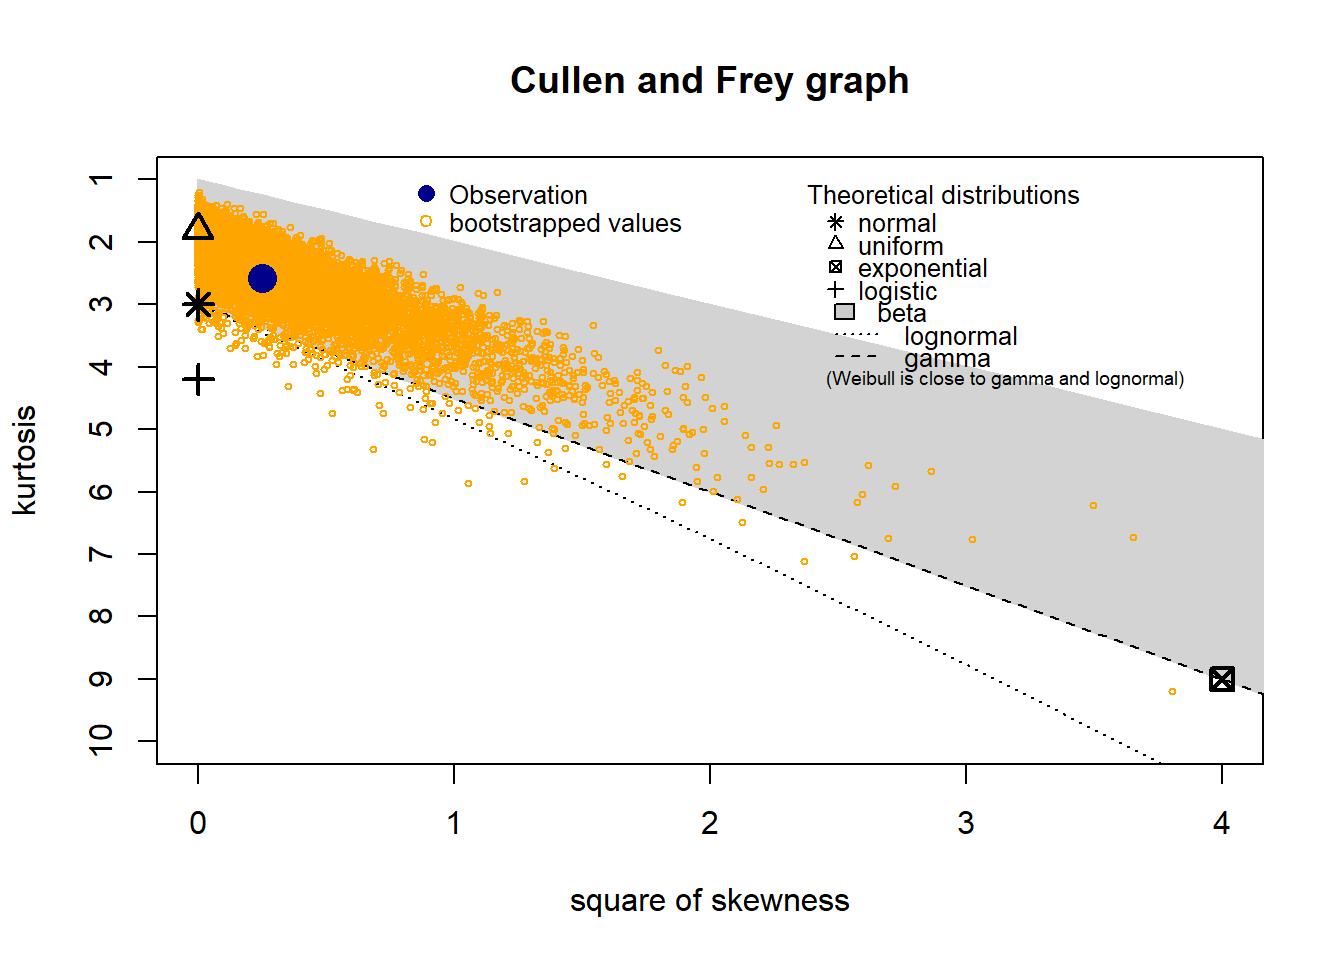 Cullen and Frey graph
Observation
bootstrapped values
Theoretical distributions
normal
uniform
exponential
logistic
beta
lognormal
gamma
(Weibull is close to gamma and lognormal)
kurtosis
1
2
3
4
5
6
7
8
9
10
0 1 2 3 4
square of skewness